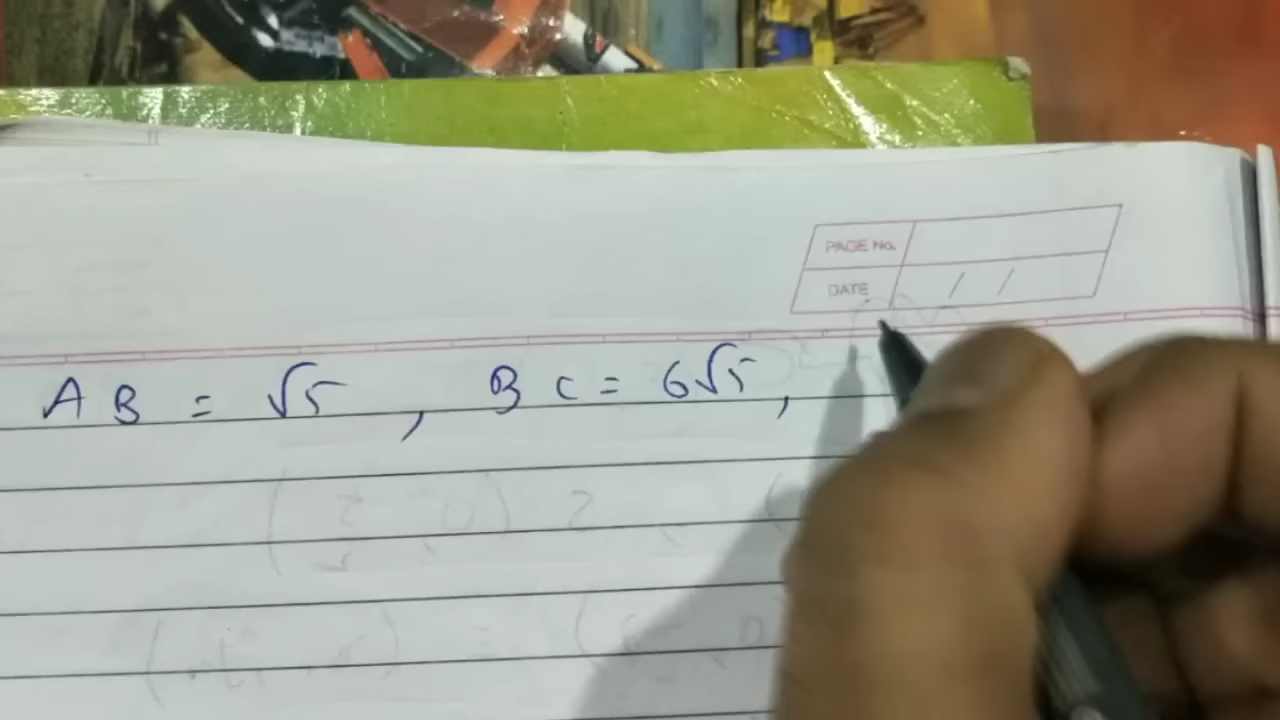 PAGE No.
DATE / /
AB = √5 , BC = 6√5 ,